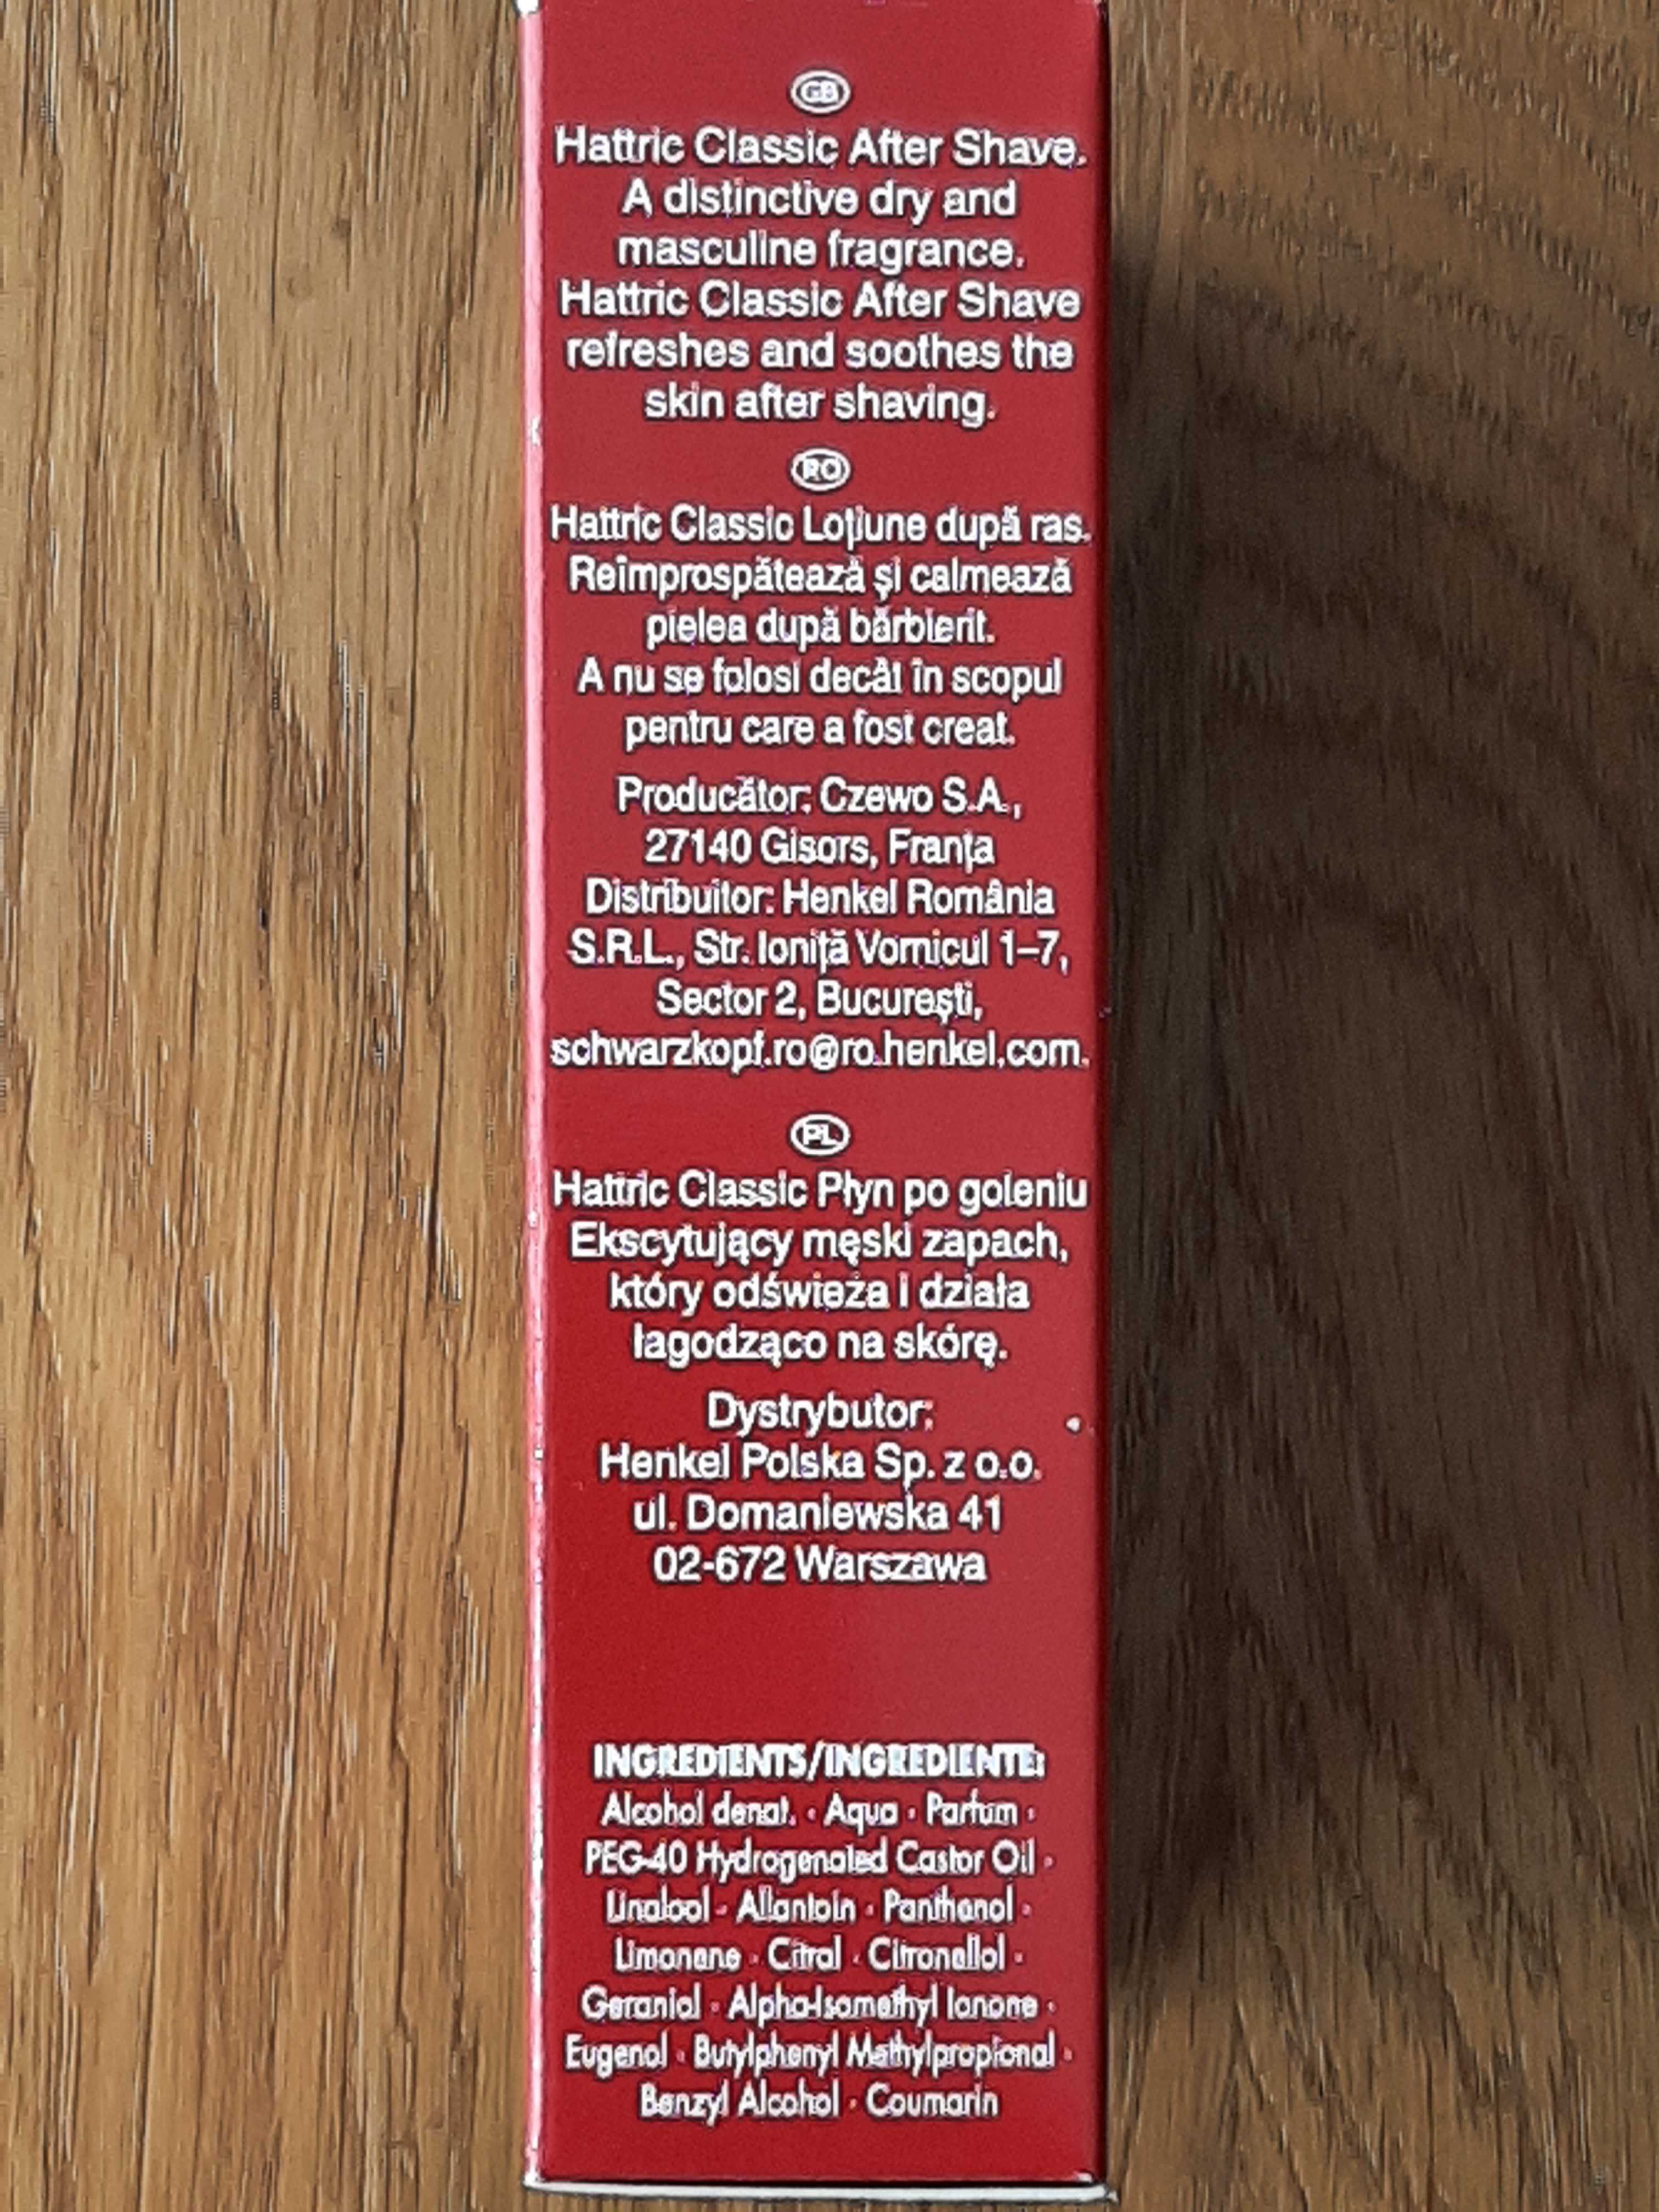 GB
Hattric Classic After Shave.
A distinctive dry and
masculine fragrance.
Hattric Classic After Shave
refreshes and soothes the
skin after shaving.
RO
Hattric Classic Loţiune după ras.
Reîmprospătează şi calmează
pielea după bărbierit.
A nu se folosi decât în scopul
pentru care a fost creat.
Producător: Czewo S.A.,
27140 Gisors, Franţa
Distribuitor: Henkel România
S.R.L., Str. Ioniţă Vornicul 1–7,
Sector 2, Bucureşti,
schwarzkopf.ro@ro.henkel.com.
PL
Hattric Classic Płyn po goleniu
Ekscytujący męski zapach,
który odświeża i działa
łagodząco na skórę.
Dystrybutor:
Henkel Polska Sp. z o.o.
ul. Domaniewska 41
02-672 Warszawa
INGREDIENTS/INGREDIENTE:
Alcohol denat. · Aqua · Parfum ·
PEG-40 Hydrogenated Castor Oil ·
Linalool · Allantoin · Panthenol ·
Limonene · Citral · Citronellol ·
Geraniol · Alpha-Isomethyl Ionone ·
Eugenol · Butylphenyl Methylpropional ·
Benzyl Alcohol · Coumarin